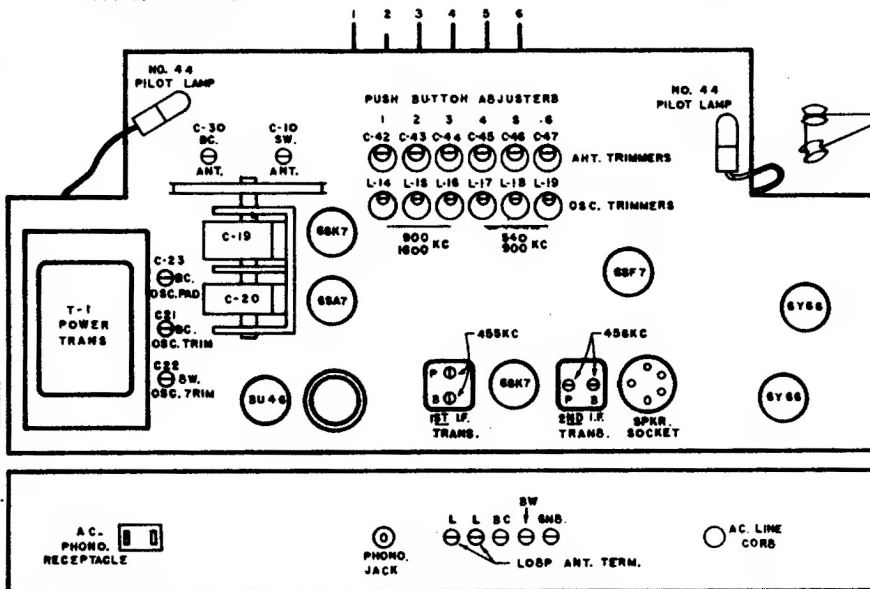 1 2 3 4 5 6
NO. 44
PILOT LAMP
C-30
BC.
ANT.
C-10
SW.
ANT.
PUSH BUTTON ADJUSTERS
1 2 3 4 5 .6
C-42 C-43 C-44 C-45 C-46 C-47
ANT. TRIMMERS
L-14 L-15 L-16 L-17 L-18 L-19
OSC. TRIMMERS
900
1600 KC
540
900 KC
NO. 44
PILOT LAMP
C-19
C-20
6SK7
6SA7
6SF7
6Y6G
6Y6G
T-1
POWER
TRANS
C-23
BC.
OSC.PAD
C21
BC.
OSC. TRIM
C22
SW.
OSC. TRIM
5U4G
455KC
P
S
1ST I.F.
TRANS.
6SK7
456KC
P S
2ND I.F.
TRANS.
SPKR.
SOCKET
A.C.
PHONO.
RECEPTACLE
PHONO.
JACK
L L BC SW GND.
LOOP ANT. TERM.
AC. LINE
CORD